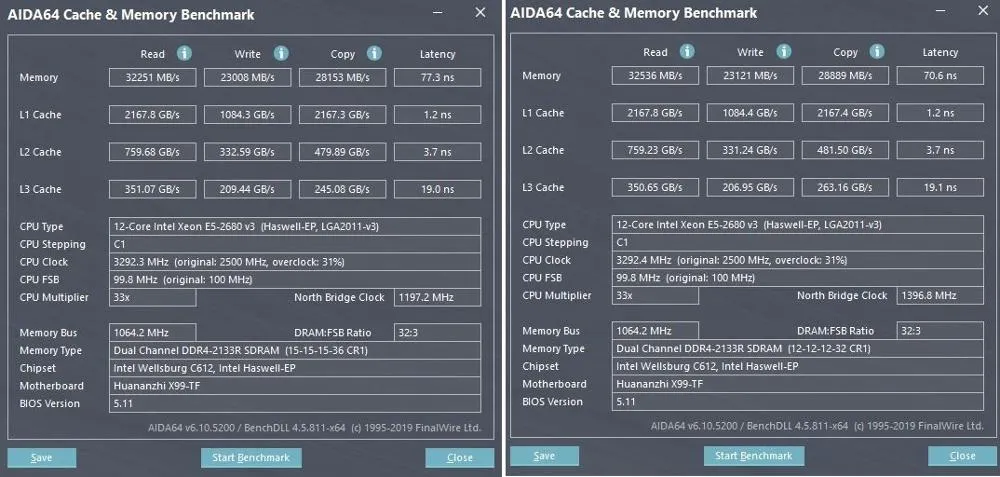 AIDA64 Cache & Memory Benchmark
Read Write Copy Latency
Memory 32251 MB/s 23008 MB/s 28153 MB/s 77.3 ns
L1 Cache 2167.8 GB/s 1084.3 GB/s 2167.3 GB/s 1.2 ns
L2 Cache 759.68 GB/s 332.59 GB/s 479.89 GB/s 3.7 ns
L3 Cache 351.07 GB/s 209.44 GB/s 245.08 GB/s 19.0 ns
CPU Type 12-Core Intel Xeon E5-2680 v3 (Haswell-EP, LGA2011-v3)
CPU Stepping C1
CPU Clock 3292.3 MHz (original: 2500 MHz, overclock: 31%)
CPU FSB 99.8 MHz (original: 100 MHz)
CPU Multiplier 33x North Bridge Clock 1197.2 MHz
Memory Bus 1064.2 MHz DRAM:FSB Ratio 32:3
Memory Type Dual Channel DDR4-2133R SDRAM (15-15-15-36 CR1)
Chipset Intel Wellsburg C612, Intel Haswell-EP
Motherboard Huananzhi X99-TF
BIOS Version 5.11
AIDA64 v6.10.5200 / BenchDLL 4.5.811-x64 (c) 1995-2019 FinalWire Ltd.
Save Start Benchmark Close
AIDA64 Cache & Memory Benchmark
Read Write Copy Latency
Memory 32536 MB/s 23121 MB/s 28889 MB/s 70.6 ns
L1 Cache 2167.8 GB/s 1084.4 GB/s 2167.4 GB/s 1.2 ns
L2 Cache 759.23 GB/s 331.24 GB/s 481.50 GB/s 3.7 ns
L3 Cache 350.65 GB/s 206.95 GB/s 263.16 GB/s 19.1 ns
CPU Type 12-Core Intel Xeon E5-2680 v3 (Haswell-EP, LGA2011-v3)
CPU Stepping C1
CPU Clock 3292.4 MHz (original: 2500 MHz, overclock: 31%)
CPU FSB 99.8 MHz (original: 100 MHz)
CPU Multiplier 33x North Bridge Clock 1396.8 MHz
Memory Bus 1064.2 MHz DRAM:FSB Ratio 32:3
Memory Type Dual Channel DDR4-2133R SDRAM (12-12-12-32 CR1)
Chipset Intel Wellsburg C612, Intel Haswell-EP
Motherboard Huananzhi X99-TF
BIOS Version 5.11
AIDA64 v6.10.5200 / BenchDLL 4.5.811-x64 (c) 1995-2019 FinalWire Ltd.
Save Start Benchmark Close